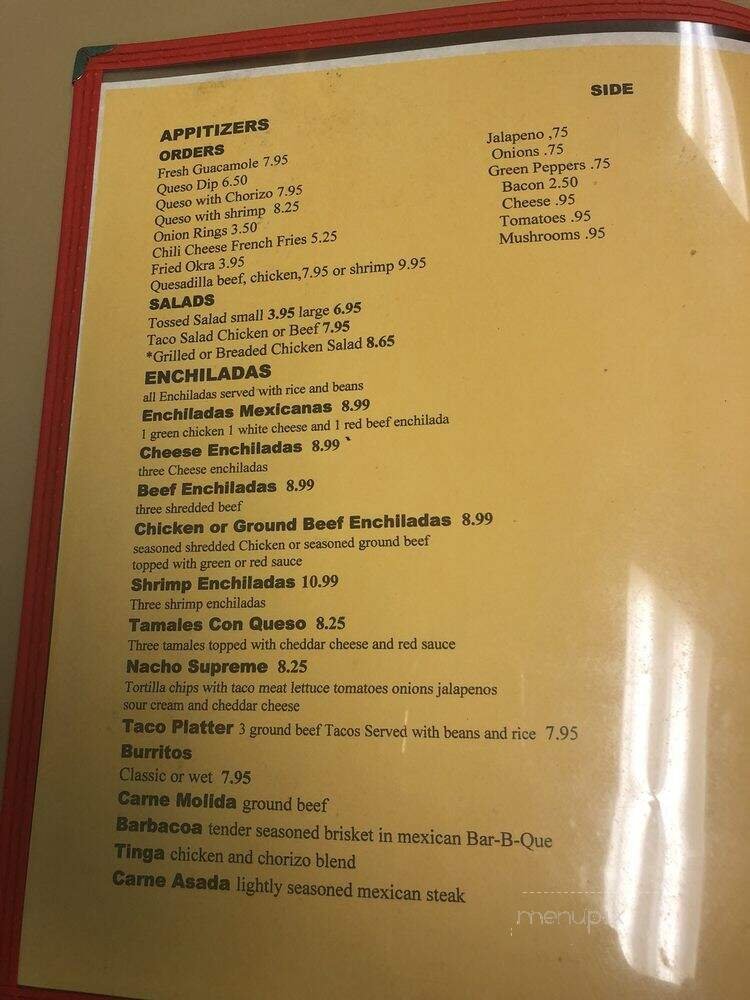 APPITIZERS
ORDERS
Fresh Guacamole 7.95
Queso Dip 6.50
Queso with Chorizo 7.95
Queso with shrimp 8.25
Onion Rings 3.50
Chili Cheese French Fries 5.25
Fried Okra 3.95
Quesadilla beef, chicken,7.95 or shrimp 9.95
SIDE
Jalapeno ,75
Onions .75
Green Peppers .75
Bacon 2.50
Cheese .95
Tomatoes .95
Mushrooms .95
SALADS
Tossed Salad small 3.95 large 6.95
Taco Salad Chicken or Beef 7.95
*Grilled or Breaded Chicken Salad 8.65
ENCHILADAS
all Enchiladas served with rice and beans
Enchiladas Mexicanas 8.99
1 green chicken 1 white cheese and 1 red beef enchilada
Cheese Enchiladas 8.99
three Cheese enchiladas
Beef Enchiladas 8.99
three shredded beef
Chicken or Ground Beef Enchiladas 8.99
seasoned shredded Chicken or seasoned ground beef
topped with green or red sauce
Shrimp Enchiladas 10.99
Three shrimp enchiladas
Tamales Con Queso 8.25
Three tamales topped with cheddar cheese and red sauce
Nacho Supreme 8.25
Tortilla chips with taco meat lettuce tomatoes onions jalapenos
sour cream and cheddar cheese
Taco Platter 3 ground beef Tacos Served with beans and rice 7.95
Burritos
Classic or wet 7.95
Carne Molida ground beef
Barbacoa tender seasoned brisket in mexican Bar-B-Que
Tinga chicken and chorizo blend
Carne Asada lightly seasoned mexican steak